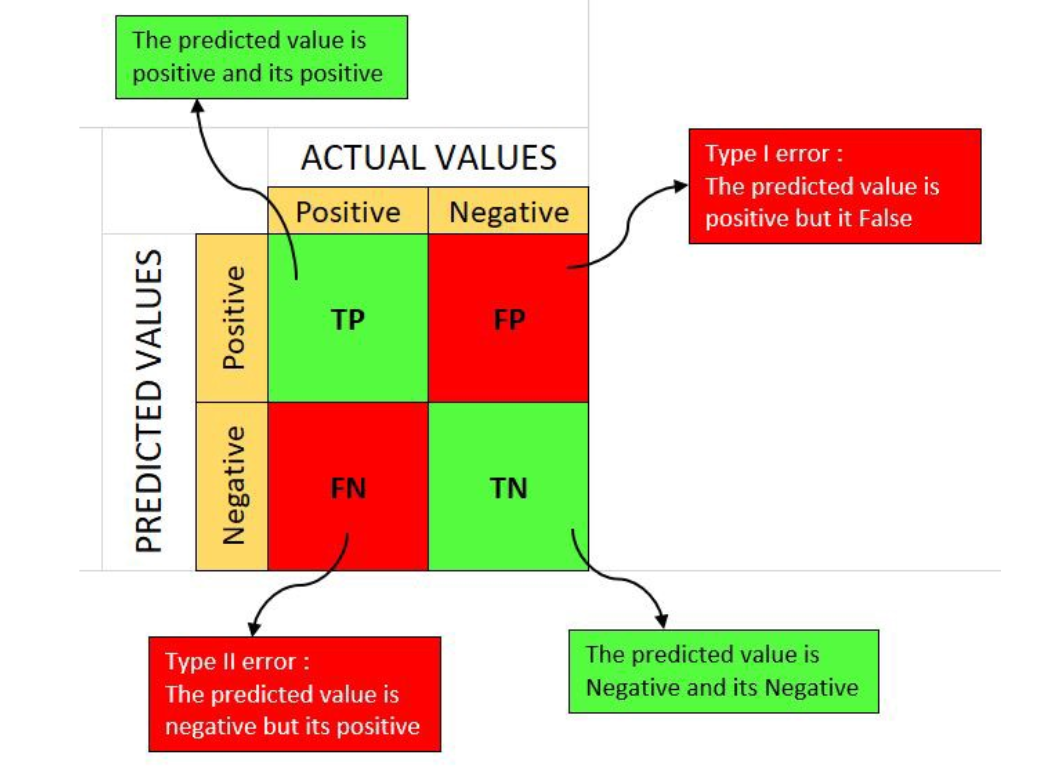 The predicted value is
positive and its positive
ACTUAL VALUES
Type I error :
The predicted value is
positive but it False
Positive
Negative
PREDICTED VALUES
Positive
TP
FP
Negative
FN
TN
Type II error :
The predicted value is
negative but its positive
The predicted value is
Negative and its Negative